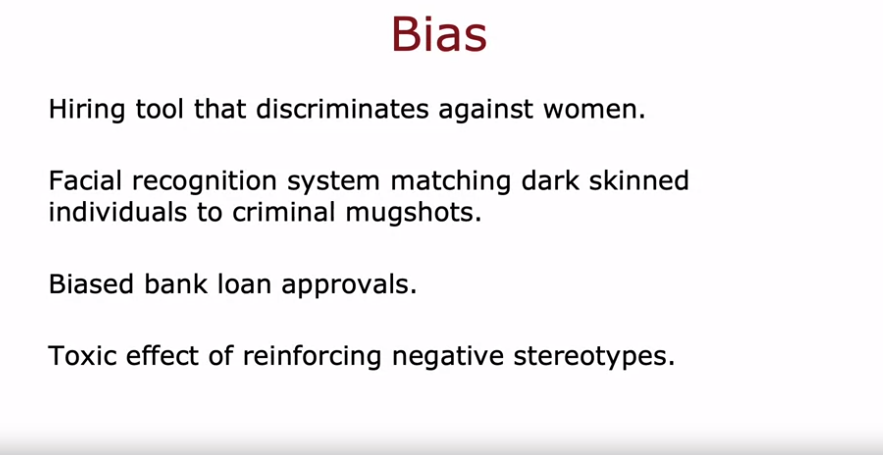 Bias
Hiring tool that discriminates against women.
Facial recognition system matching dark skinned
individuals to criminal mugshots.
Biased bank loan approvals.
Toxic effect of reinforcing negative stereotypes.